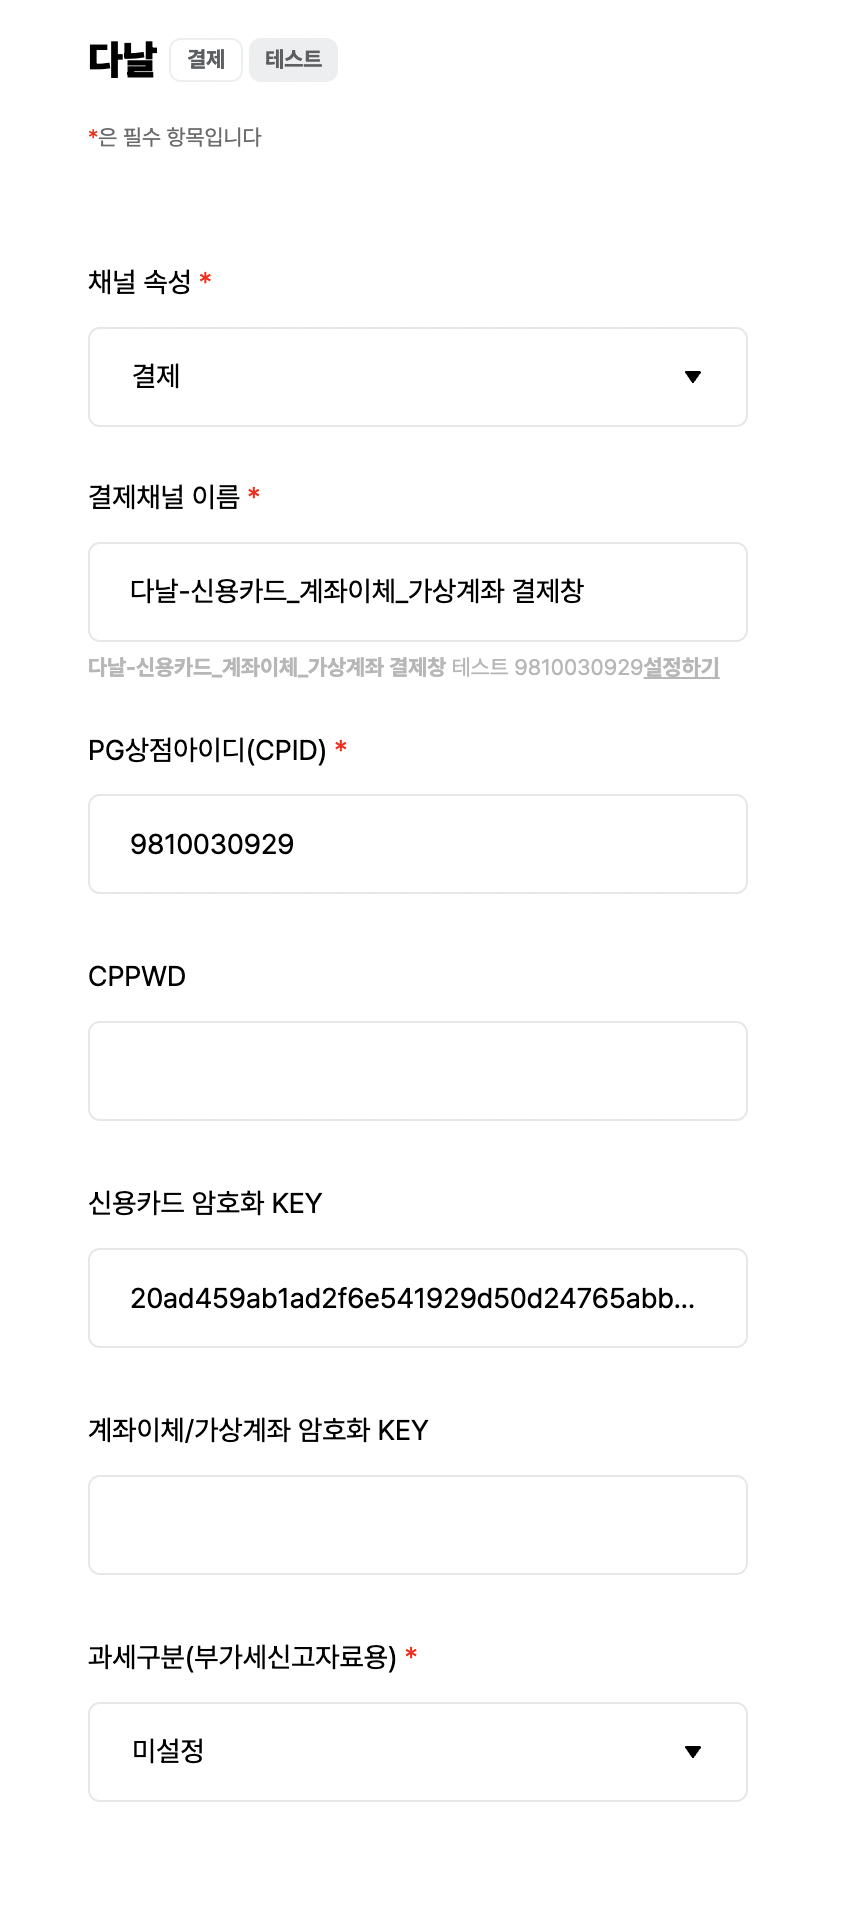 다날 결제 테스트
*은 필수 항목입니다
채널 속성 *
결제
결제채널 이름 *
다날-신용카드_계좌이체_가상계좌 결제창
다날-신용카드_계좌이체_가상계좌 결제창 테스트 9810030929설정하기
PG상점아이디(CPID) *
9810030929
CPPWD
신용카드 암호화 KEY
20ad459ab1ad2f6e541929d50d24765abb...
계좌이체/가상계좌 암호화 KEY
과세구분(부가세신고자료용) *
미설정